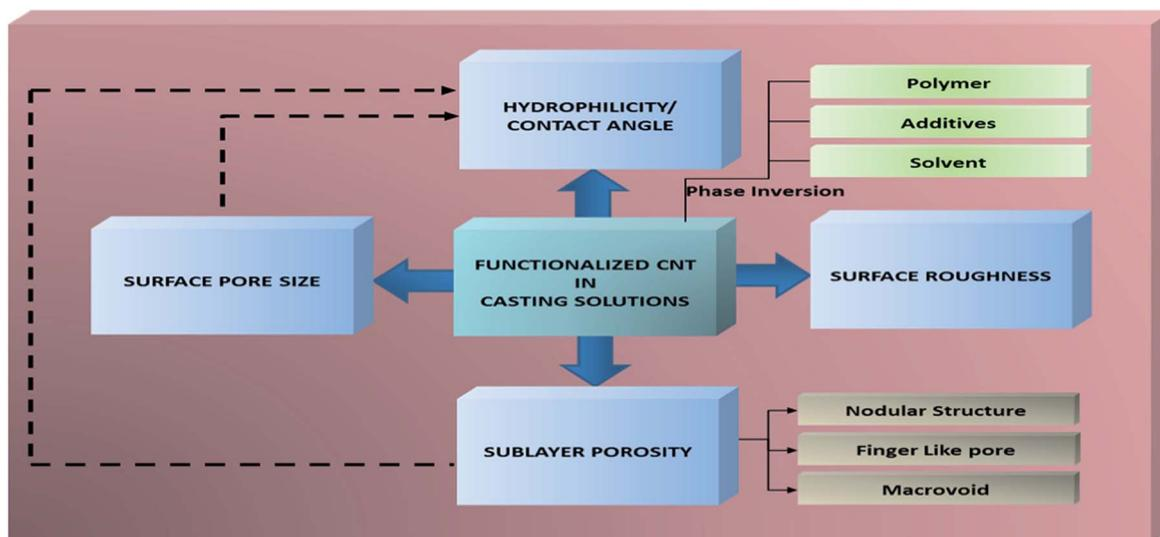 HYDROPHILICITY/
CONTACT ANGLE
Polymer
Additives
Solvent
Phase Inversion
SURFACE PORE SIZE
FUNCTIONALIZED CNT
IN
CASTING SOLUTIONS
SURFACE ROUGHNESS
SUBLAYER POROSITY
Nodular Structure
Finger Like pore
Macrovoid